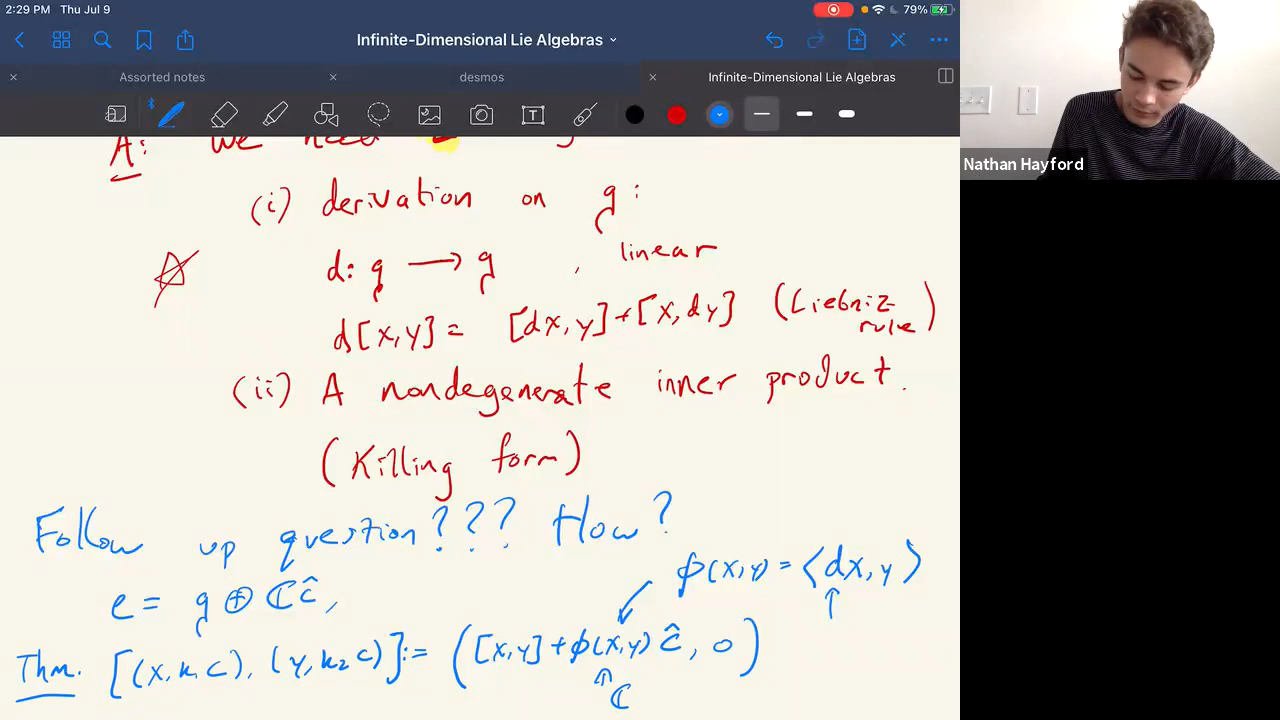 2:29 PM Thu Jul 9
79%
Infinite-Dimensional Lie Algebras
Assorted notes
desmos
Infinite-Dimensional Lie Algebras
Nathan Hayford
A: We need
(i) derivation on g:
d: g → g , linear
d[x,y] = [dx,y]+[x,dy] (Liebniz rule)
(ii) A nondegenerate inner product.
(Killing form)
Follow up question??? How?
φ(x,y) = ⟨dx,y⟩
e = g ⊕ ℂĉ,
Thm. [(x,k₁c), (y,k₂c)] := ([x,y]+φ(x,y)ĉ, 0)
↑ ℂ